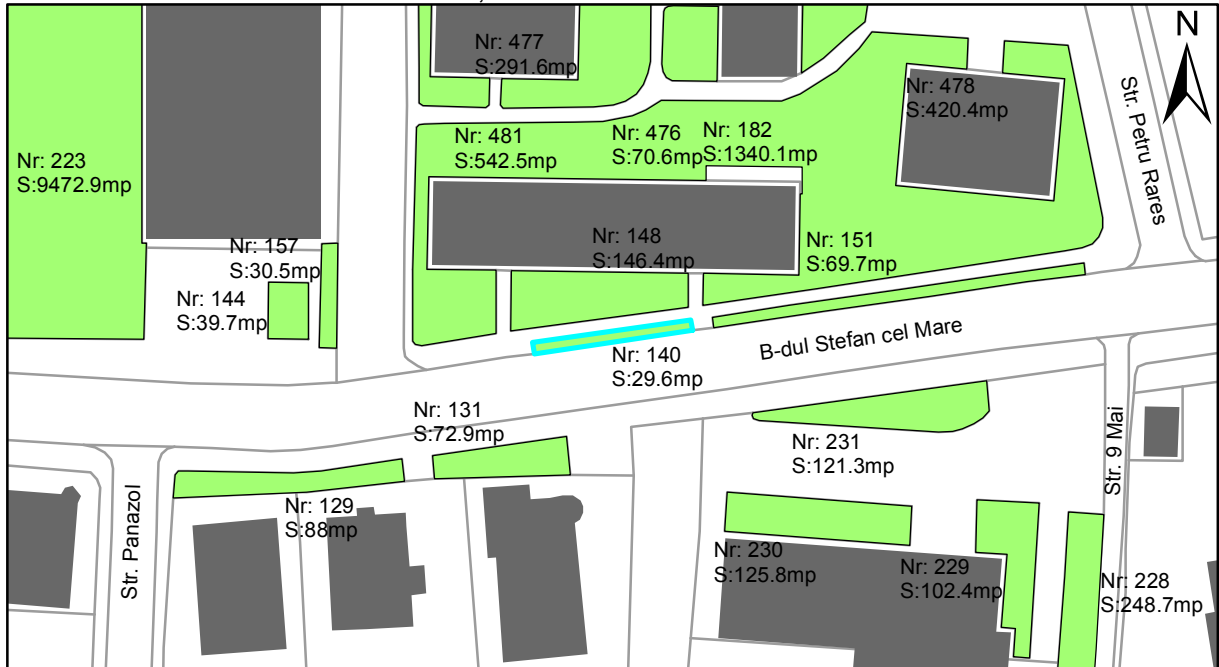 N
Nr: 477
S:291.6mp
Nr: 478
S:420.4mp
Str. Petru Rares
Nr: 481
S:542.5mp
Nr: 476
S:70.6mp
Nr: 182
S:1340.1mp
Nr: 223
S:9472.9mp
Nr: 157
S:30.5mp
Nr: 148
S:146.4mp
Nr: 151
S:69.7mp
Nr: 144
S:39.7mp
Nr: 140
S:29.6mp
B-dul Stefan cel Mare
Nr: 131
S:72.9mp
Nr: 231
S:121.3mp
Str. 9 Mai
Nr: 129
S:88mp
Str. Panazol
Nr: 230
S:125.8mp
Nr: 229
S:102.4mp
Nr: 228
S:248.7mp